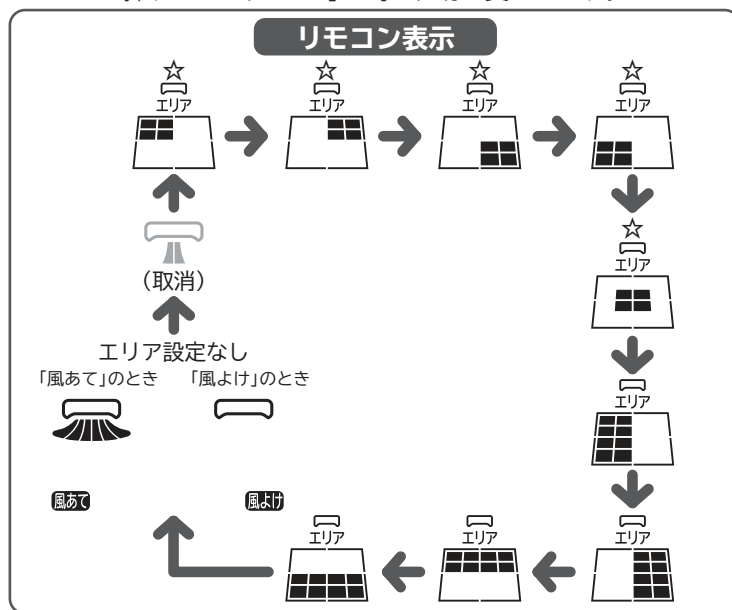 リモコン表示
☆
エリア
☆
エリア
☆
エリア
☆
エリア
☆
エリア
エリア
エリア
エリア
エリア
(取消)
エリア設定なし
「風あて」のとき 「風よけ」のとき
風あて 風よけ